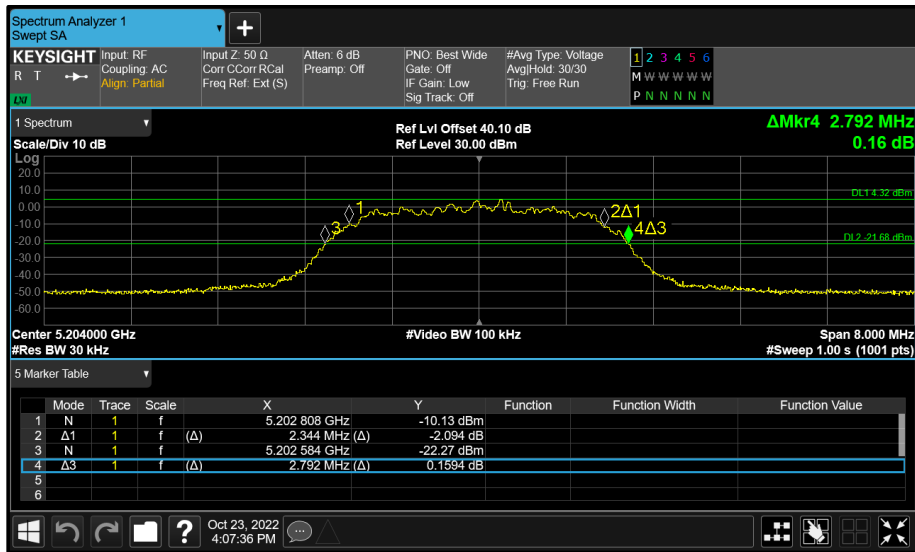 Spectrum Analyzer 1
Swept SA
KEYSIGHT
R T
LXI
Input: RF
Coupling: AC
Align: Partial
Input Z: 50 Ω
Corr CCorr RCal
Freq Ref: Ext (S)
Atten: 6 dB
Preamp: Off
PNO: Best Wide
Gate: Off
IF Gain: Low
Sig Track: Off
#Avg Type: Voltage
Avg|Hold: 30/30
Trig: Free Run
1 2 3 4 5 6
M W W W W W
P N N N N N
1 Spectrum
Scale/Div 10 dB
Ref Lvl Offset 40.10 dB
Ref Level 30.00 dBm
ΔMkr4 2.792 MHz
0.16 dB
Log
20.0
10.0
0.00
-10.0
-20.0
-30.0
-40.0
-50.0
-60.0
DL1 4.32 dBm
1
2Δ1
3
4Δ3
DL2 -21.68 dBm
Center 5.204000 GHz
#Res BW 30 kHz
#Video BW 100 kHz
Span 8.000 MHz
#Sweep 1.00 s (1001 pts)
5 Marker Table
Mode Trace Scale X Y Function Function Width Function Value
1 N 1 f 5.202 808 GHz -10.13 dBm
2 Δ1 1 f (Δ) 2.344 MHz (Δ) -2.094 dB
3 N 1 f 5.202 584 GHz -22.27 dBm
4 Δ3 1 f (Δ) 2.792 MHz (Δ) 0.1594 dB
5
6
?
Oct 23, 2022
4:07:36 PM